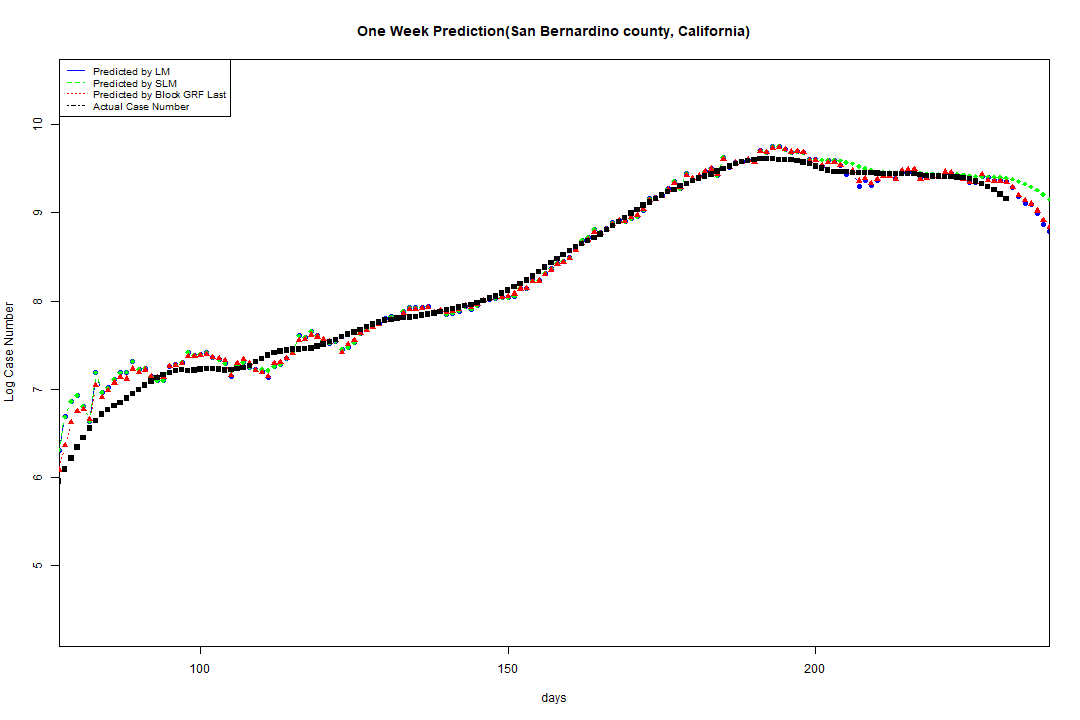 One Week Prediction(San Bernardino county, California)
Predicted by LM
Predicted by SLM
Predicted by Block GRF Last
Actual Case Number
10
9
8
7
6
5
Log Case Number
100 150 200
days